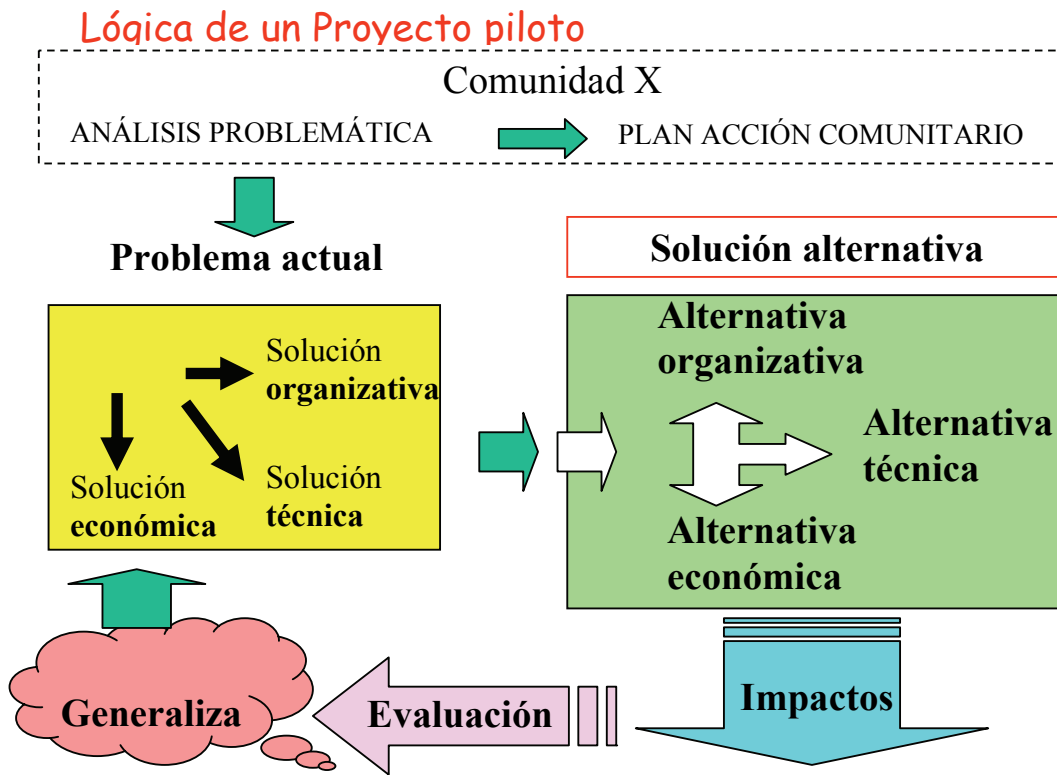 Lógica de un Proyecto piloto
Comunidad X
ANÁLISIS PROBLEMÁTICA
PLAN ACCIÓN COMUNITARIO
Problema actual
Solución alternativa
Solución
organizativa
Solución
económica
Solución
técnica
Alternativa
organizativa
Alternativa
técnica
Alternativa
económica
Generaliza
Evaluación
Impactos